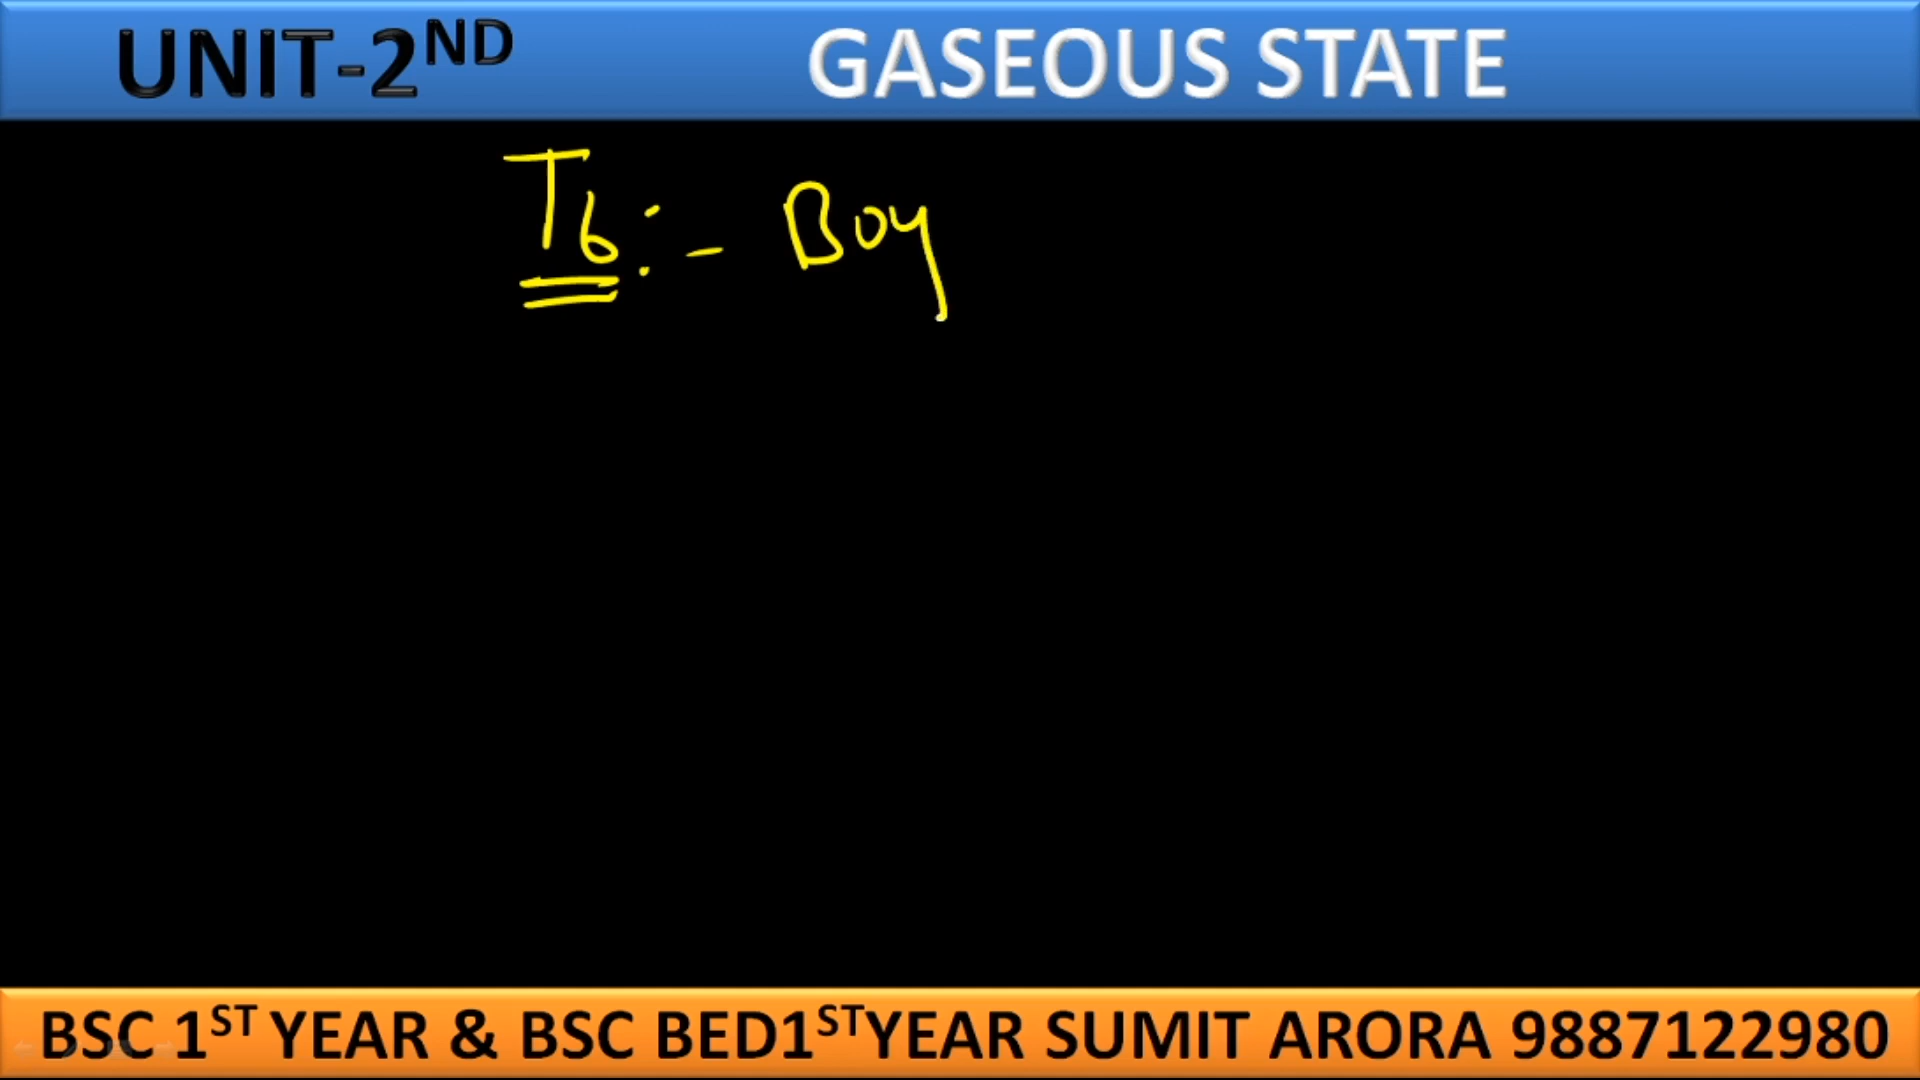 UNIT-2ND GASEOUS STATE
Tb:- Boy
BSC 1ST YEAR & BSC BED1STYEAR SUMIT ARORA 9887122980